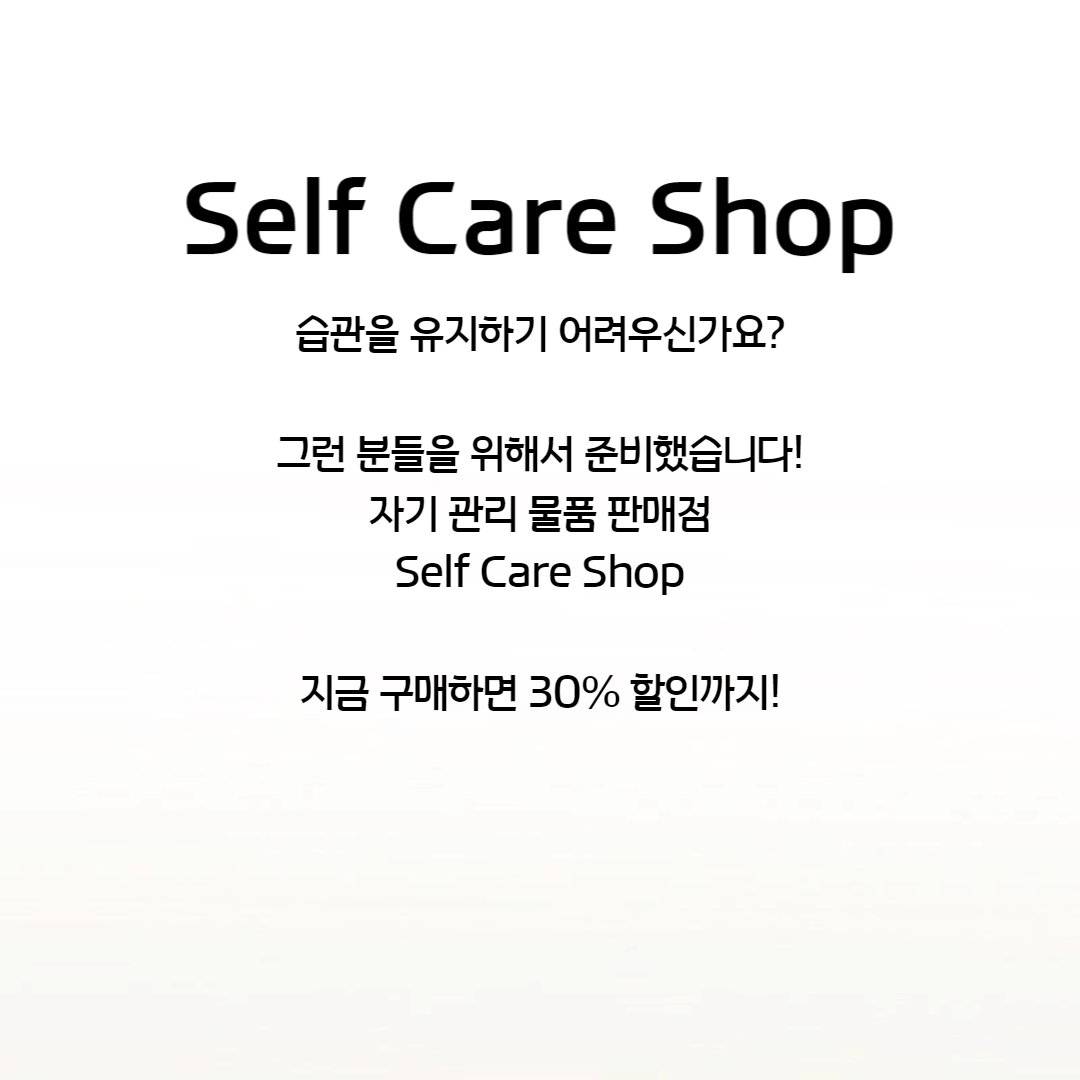 Self Care Shop
습관을 유지하기 어려우신가요?
그런 분들을 위해서 준비했습니다!
자기 관리 물품 판매점
Self Care Shop
지금 구매하면 30% 할인까지!